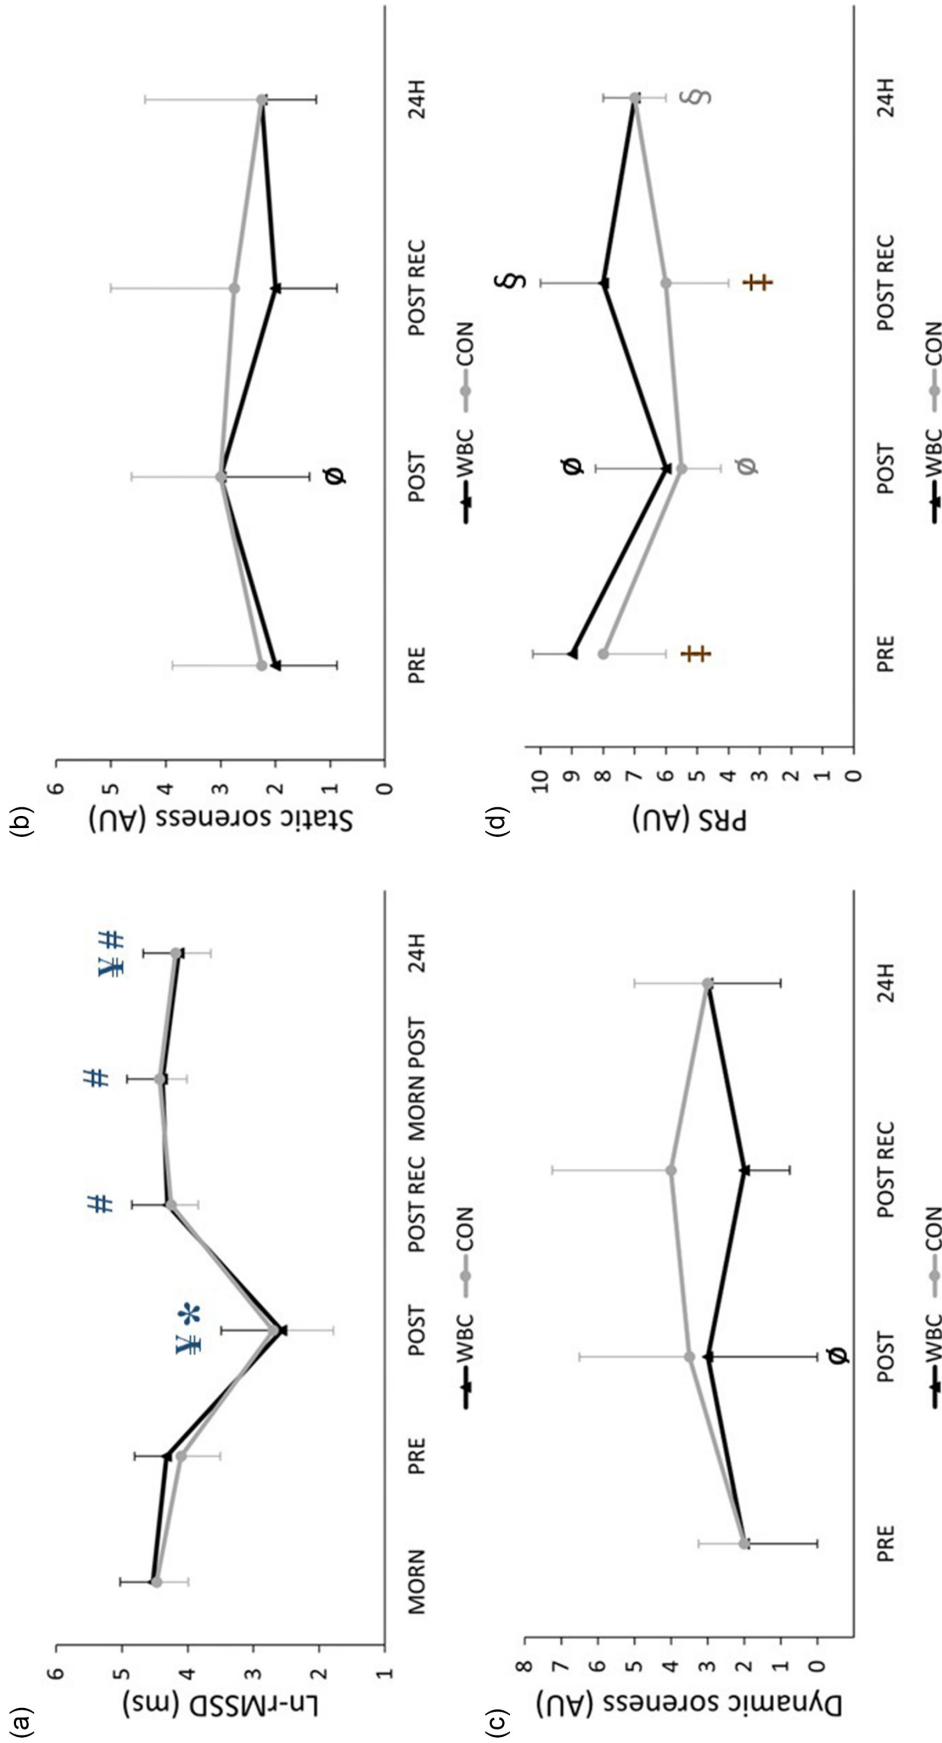 (a)
Ln-rMSSD (ms)
6
5
4
3
2
1
¥ *
#
#
¥ #
MORN PRE POST POST REC MORN POST 24H
WBC CON
(b)
Static soreness (AU)
6
5
4
3
2
1
0
Ø
PRE POST POST REC 24H
WBC CON
(c)
Dynamic soreness (AU)
8
7
6
5
4
3
2
1
0
Ø
PRE POST POST REC 24H
WBC CON
(d)
PRS (AU)
10
9
8
7
6
5
4
3
2
1
0
Ø
§
‡
Ø
‡
§
PRE POST POST REC 24H
WBC CON